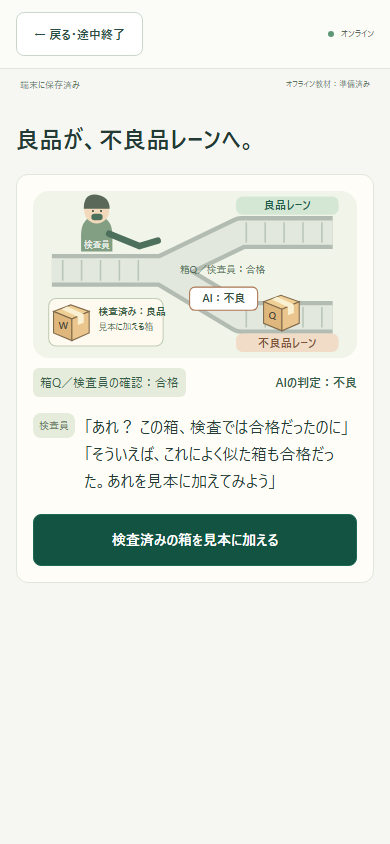 ← 戻る・途中終了
オンライン
端末に保存済み
オフライン教材：準備済み
良品が、不良品レーンへ。
良品レーン
検査員
箱Q／検査員：合格
AI：不良
W
検査済み：良品
見本に加える箱
Q
不良品レーン
箱Q／検査員の確認：合格
AIの判定：不良
検査員
「あれ？ この箱、検査では合格だったのに」
「そういえば、これによく似た箱も合格だっ
た。あれを見本に加えてみよう」
検査済みの箱を見本に加える